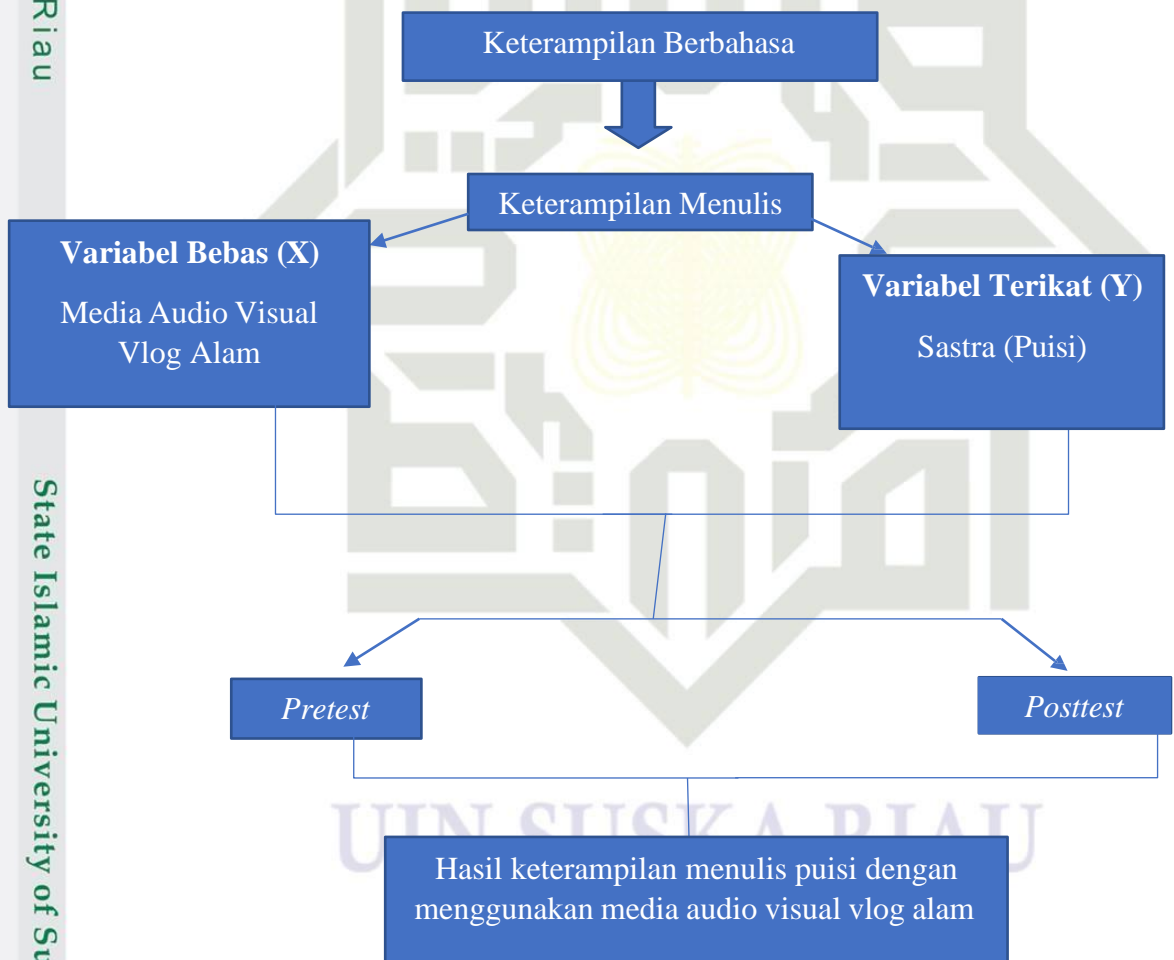 Riau
State Islamic University of Su
Keterampilan Berbahasa
Keterampilan Menulis
Variabel Bebas (X)
Media Audio Visual
Vlog Alam
Variabel Terikat (Y)
Sastra (Puisi)
Pretest
Posttest
UIN SUSKA RIAU
Hasil keterampilan menulis puisi dengan
menggunakan media audio visual vlog alam